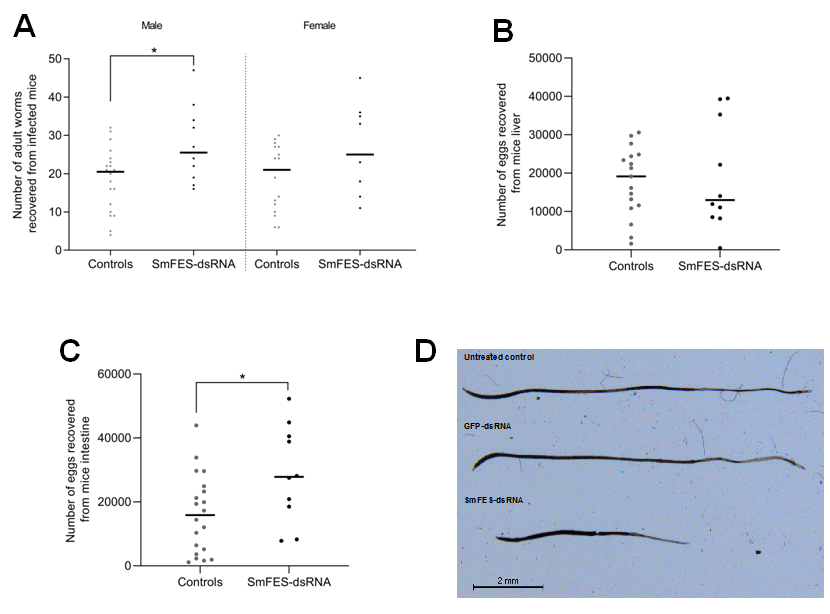 A
Male
Female
*
Number of adult worms
recovered from infected mice
60
50
40
30
20
10
0
Controls
SmFES-dsRNA
Controls
SmFES-dsRNA
B
Number of eggs recovered
from mice liver
50000
40000
30000
20000
10000
0
Controls
SmFES-dsRNA
C
*
Number of eggs recovered
from mice intestine
60000
40000
20000
0
Controls
SmFES-dsRNA
D
Untreated control
GFP-dsRNA
SmFES-dsRNA
2 mm